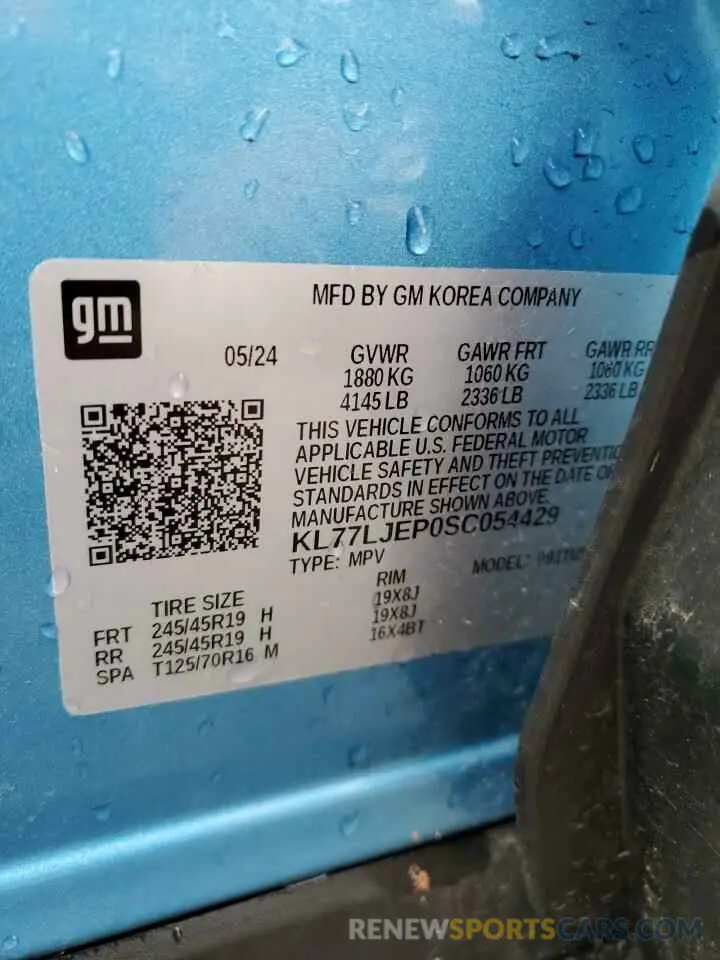 gm
MFD BY GM KOREA COMPANY
05/24
GVWR GAWR FRT GAWR RR
1880 KG 1060 KG 1060 KG
4145 LB 2336 LB 2336 LB
THIS VEHICLE CONFORMS TO ALL
APPLICABLE U.S. FEDERAL MOTOR
VEHICLE SAFETY AND THEFT PREVENTIO
STANDARDS IN EFFECT ON THE DATE OF
MANUFACTURE SHOWN ABOVE.
KL77LJEP0SC054429
TYPE: MPV MODEL:
TIRE SIZE RIM
FRT 245/45R19 H 19X8J
RR 245/45R19 H 19X8J
SPA T125/70R16 M 16X4BT
RENEWSPORTSCARS.COM